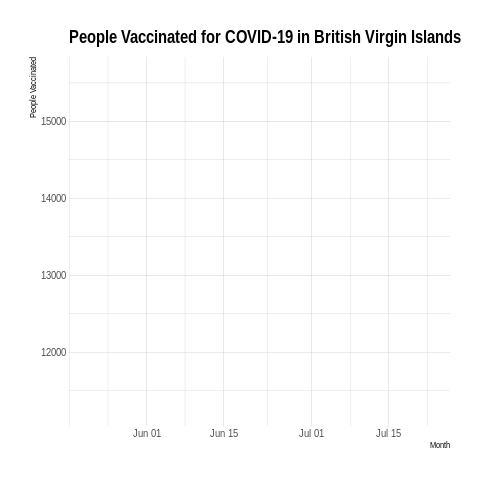 People Vaccinated for COVID-19 in British Virgin Islands
People Vaccinated
15000
14000
13000
12000
Jun 01 Jun 15 Jul 01 Jul 15
Month